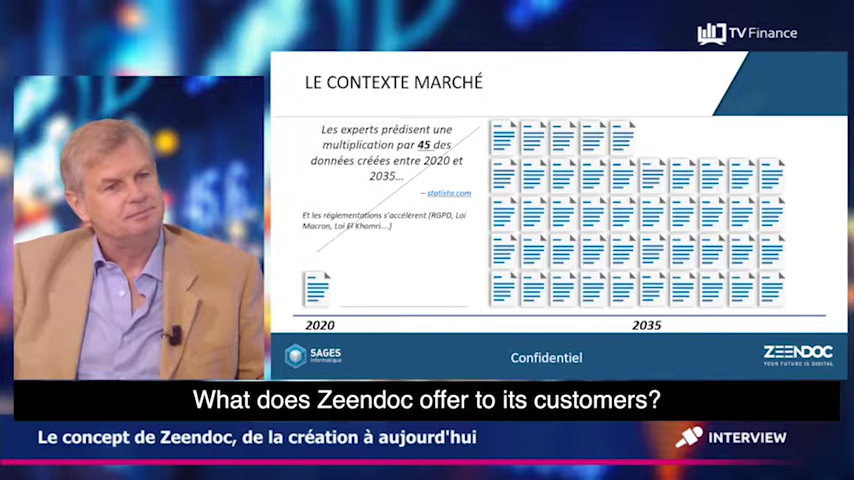 TV Finance
LE CONTEXTE MARCHÉ
Les experts prédisent une
multiplication par 45 des
données créées entre 2020 et
2035...
– statista.com
Et les réglementations s'accélèrent (RGPD, Loi
Macron, Loi El Khomri....)
2020
2035
SAGES
Informatique
Confidentiel
ZEENDOC
YOUR FUTURE IS DIGITAL
What does Zeendoc offer to its customers?
Le concept de Zeendoc, de la création à aujourd'hui
INTERVIEW